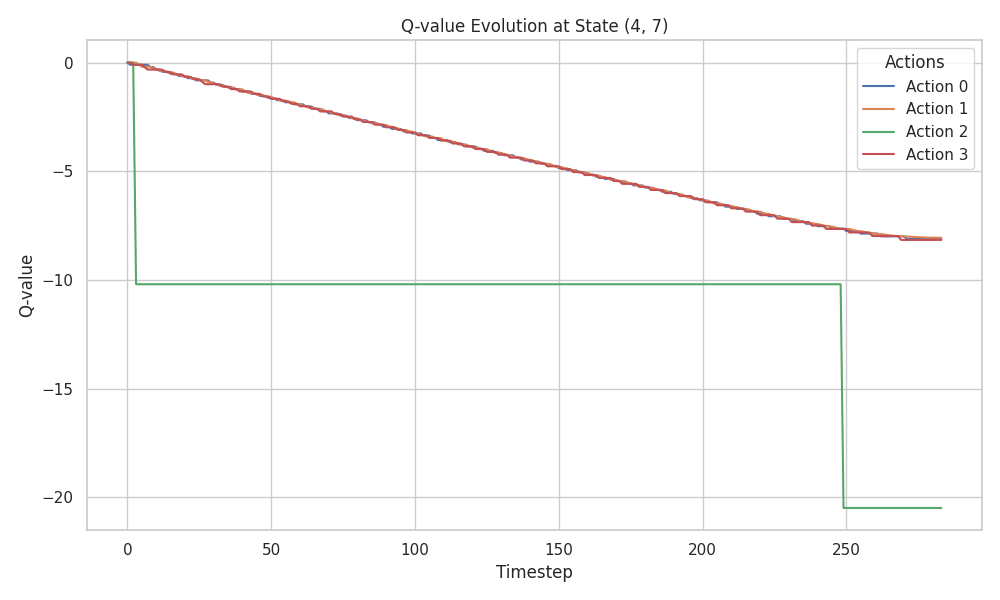 Q-value Evolution at State (4, 7)
Actions
Action 0
Action 1
Action 2
Action 3
Q-value
0
−5
−10
−15
−20
0 50 100 150 200 250
Timestep